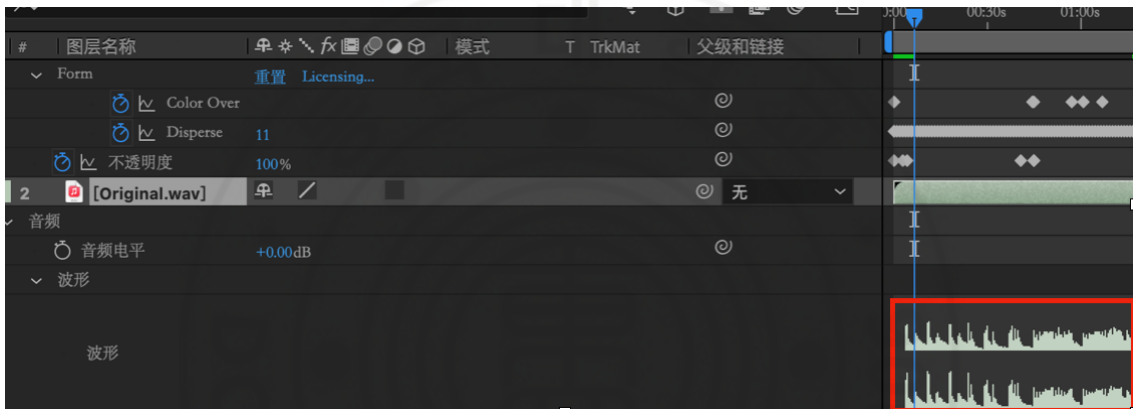 0:00 00:30s 01:00s
# 图层名称 fx 模式 T TrkMat 父级和链接
Form 重置 Licensing...
Color Over
Disperse 11
不透明度 100%
2 [Original.wav] 无
音频
音频电平 +0.00dB
波形
波形